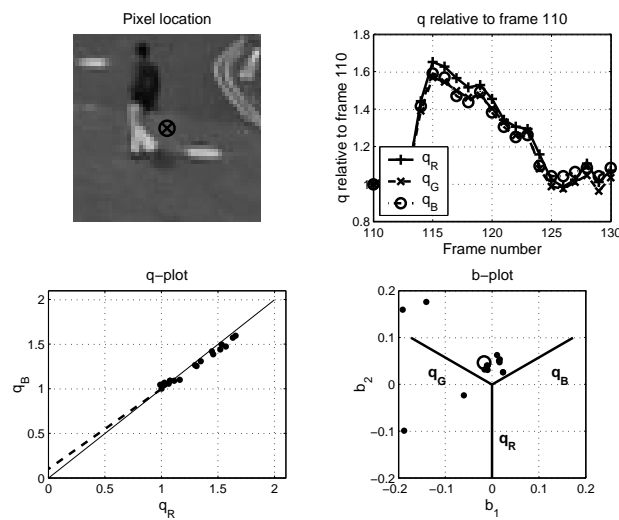 Pixel location
q relative to frame 110
q relative to frame 110
1.8
1.6
1.4
1.2
1
0.8
q_R
q_G
q_B
110 115 120 125 130
Frame number
q−plot
q_B
2
1.5
1
0.5
0
0 0.5 1 1.5 2
q_R
b−plot
b_2
0.2
0.1
0
−0.1
−0.2
q_G
q_B
q_R
−0.2 −0.1 0 0.1 0.2
b_1